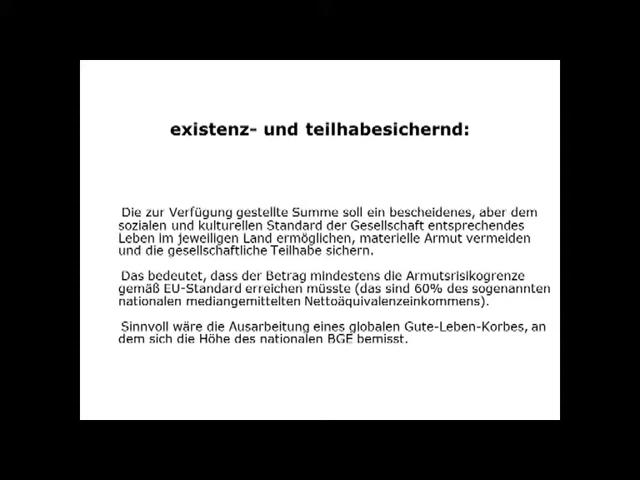 existenz- und teilhabesichernd:
Die zur Verfügung gestellte Summe soll ein bescheidenes, aber dem
sozialen und kulturellen Standard der Gesellschaft entsprechendes
Leben im jeweiligen Land ermöglichen, materielle Armut vermeiden
und die gesellschaftliche Teilhabe sichern.
Das bedeutet, dass der Betrag mindestens die Armutsrisikogrenze
gemäß EU-Standard erreichen müsste (das sind 60% des sogenannten
nationalen mediangemittelten Nettoäquivalenzeinkommens).
Sinnvoll wäre die Ausarbeitung eines globalen Gute-Leben-Korbes, an
dem sich die Höhe des nationalen BGE bemisst.